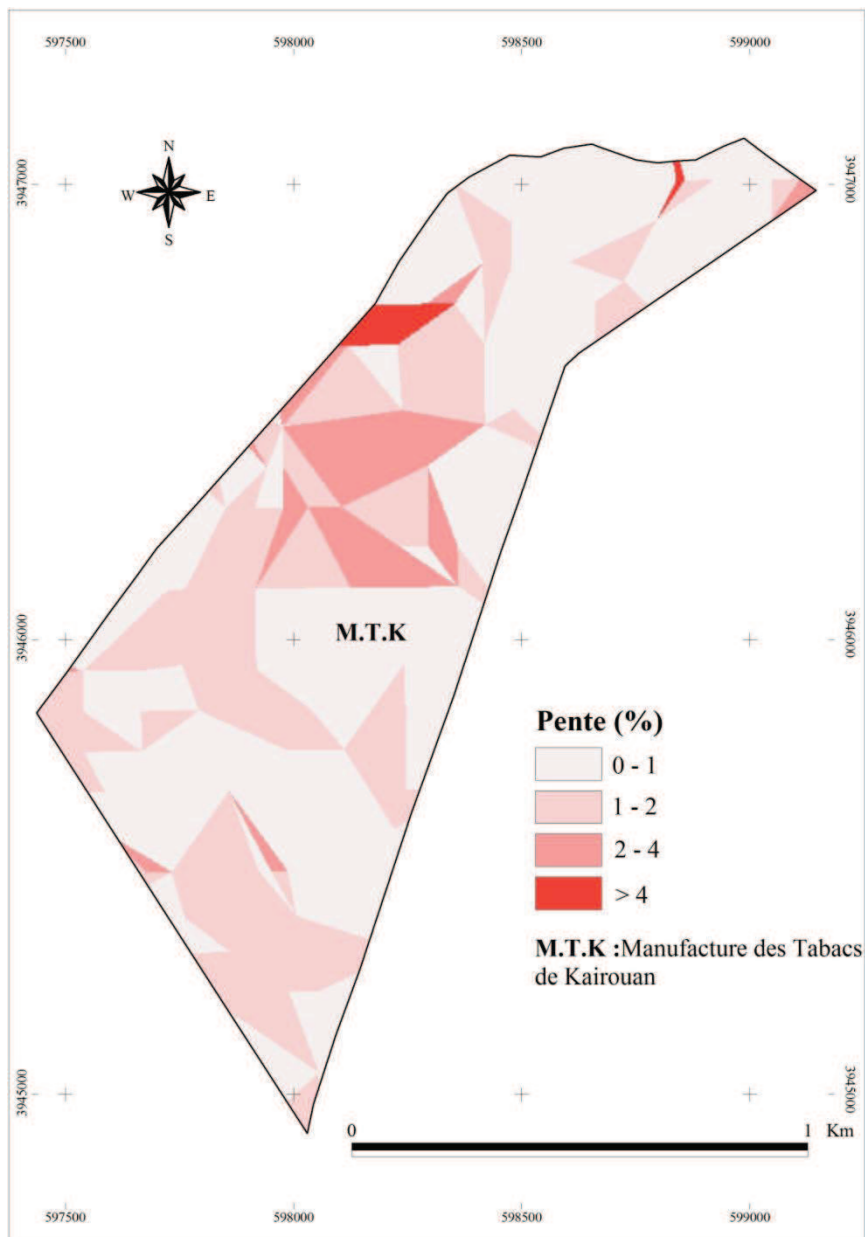 597500 598000 598500 599000
N
W E
S
3947000 3947000
M.T.K
3946000 3946000
Pente (%)
0 - 1
1 - 2
2 - 4
> 4
M.T.K :Manufacture des Tabacs
de Kairouan
3945000 3945000
0 1 Km
597500 598000 598500 599000